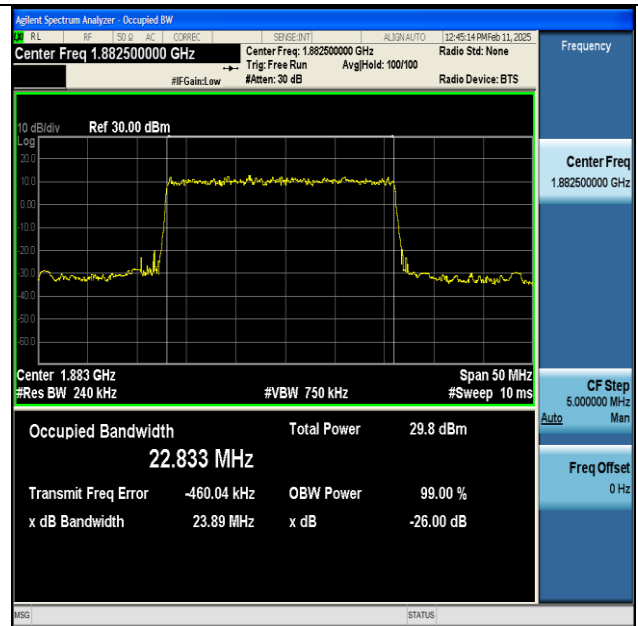 Agilent Spectrum Analyzer - Occupied BW
RL RF 50 Ω AC CORREC SENSE:INT ALIGNAUTO 12:45:14 PM Feb 11, 2025
Center Freq 1.882500000 GHz
Center Freq: 1.882500000 GHz
Radio Std: None
Trig: Free Run Avg|Hold: 100/100
#IFGain:Low #Atten: 30 dB Radio Device: BTS
10 dB/div Ref 30.00 dBm
Log
20.0
10.0
0.00
-10.0
-20.0
-30.0
-40.0
-50.0
-60.0
Center 1.883 GHz Span 50 MHz
#Res BW 240 kHz #VBW 750 kHz #Sweep 10 ms
Occupied Bandwidth Total Power 29.8 dBm
22.833 MHz
Transmit Freq Error -460.04 kHz OBW Power 99.00 %
x dB Bandwidth 23.89 MHz x dB -26.00 dB
Frequency
Center Freq
1.882500000 GHz
CF Step
5.000000 MHz
Auto Man
Freq Offset
0 Hz
MSG STATUS